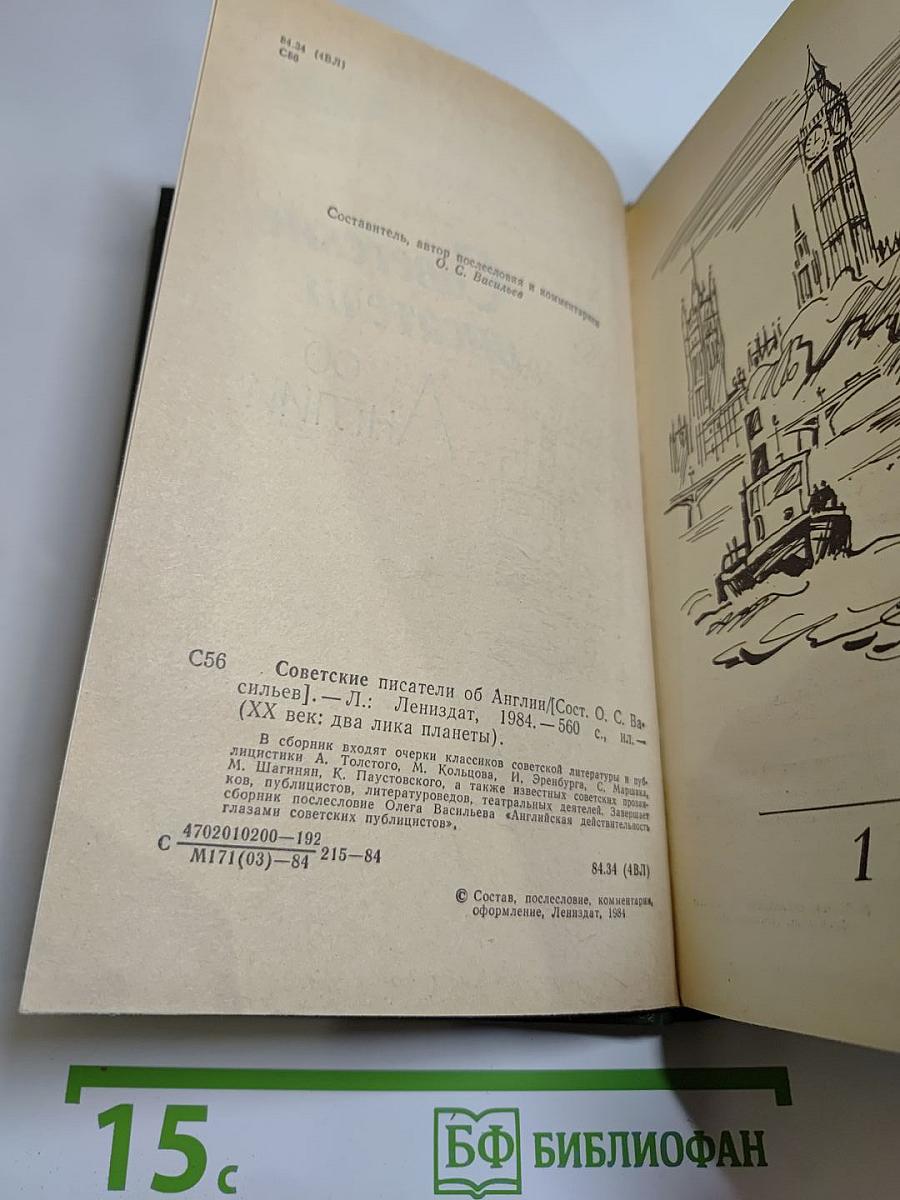 84.34 (4ВЛ)
С56
Составитель, автор послесловия и комментариев
О. С. Васильев
С56 Советские писатели об Англии/[Сост. О. С. Ва-
сильев]. — Л.: Лениздат, 1984. — 560 с., ил. —
(XX век: два лика планеты).
В сборник входят очерки классиков советской литературы и пуб-
лицистики А. Толстого, М. Кольцова, И. Эренбурга, С. Маршака,
М. Шагинян, К. Паустовского, а также известных советских прозаи-
ков, публицистов, литературоведов, театральных деятелей. Завершает
сборник послесловие Олега Васильева «Английская действительность
глазами советских публицистов».
С 4702010200—192
М171(03)—84 215—84
84.34 (4ВЛ)
© Состав, послесловие, комментарии,
оформление, Лениздат, 1984
1
15 с
БФ БИБЛИОФАН